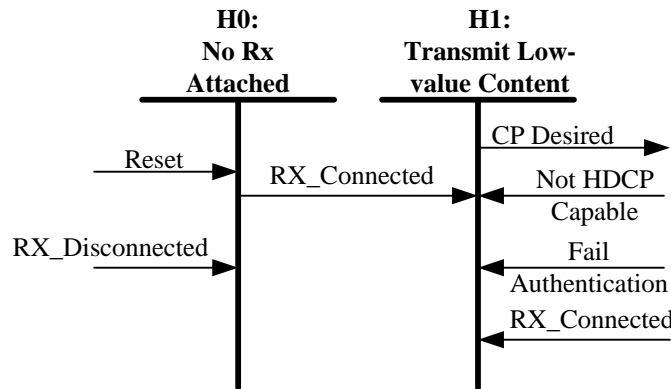 H0:
No Rx
Attached
H1:
Transmit Low-
value Content
CP Desired
Reset
RX_Connected
Not HDCP
Capable
RX_Disconnected
Fail
Authentication
RX_Connected